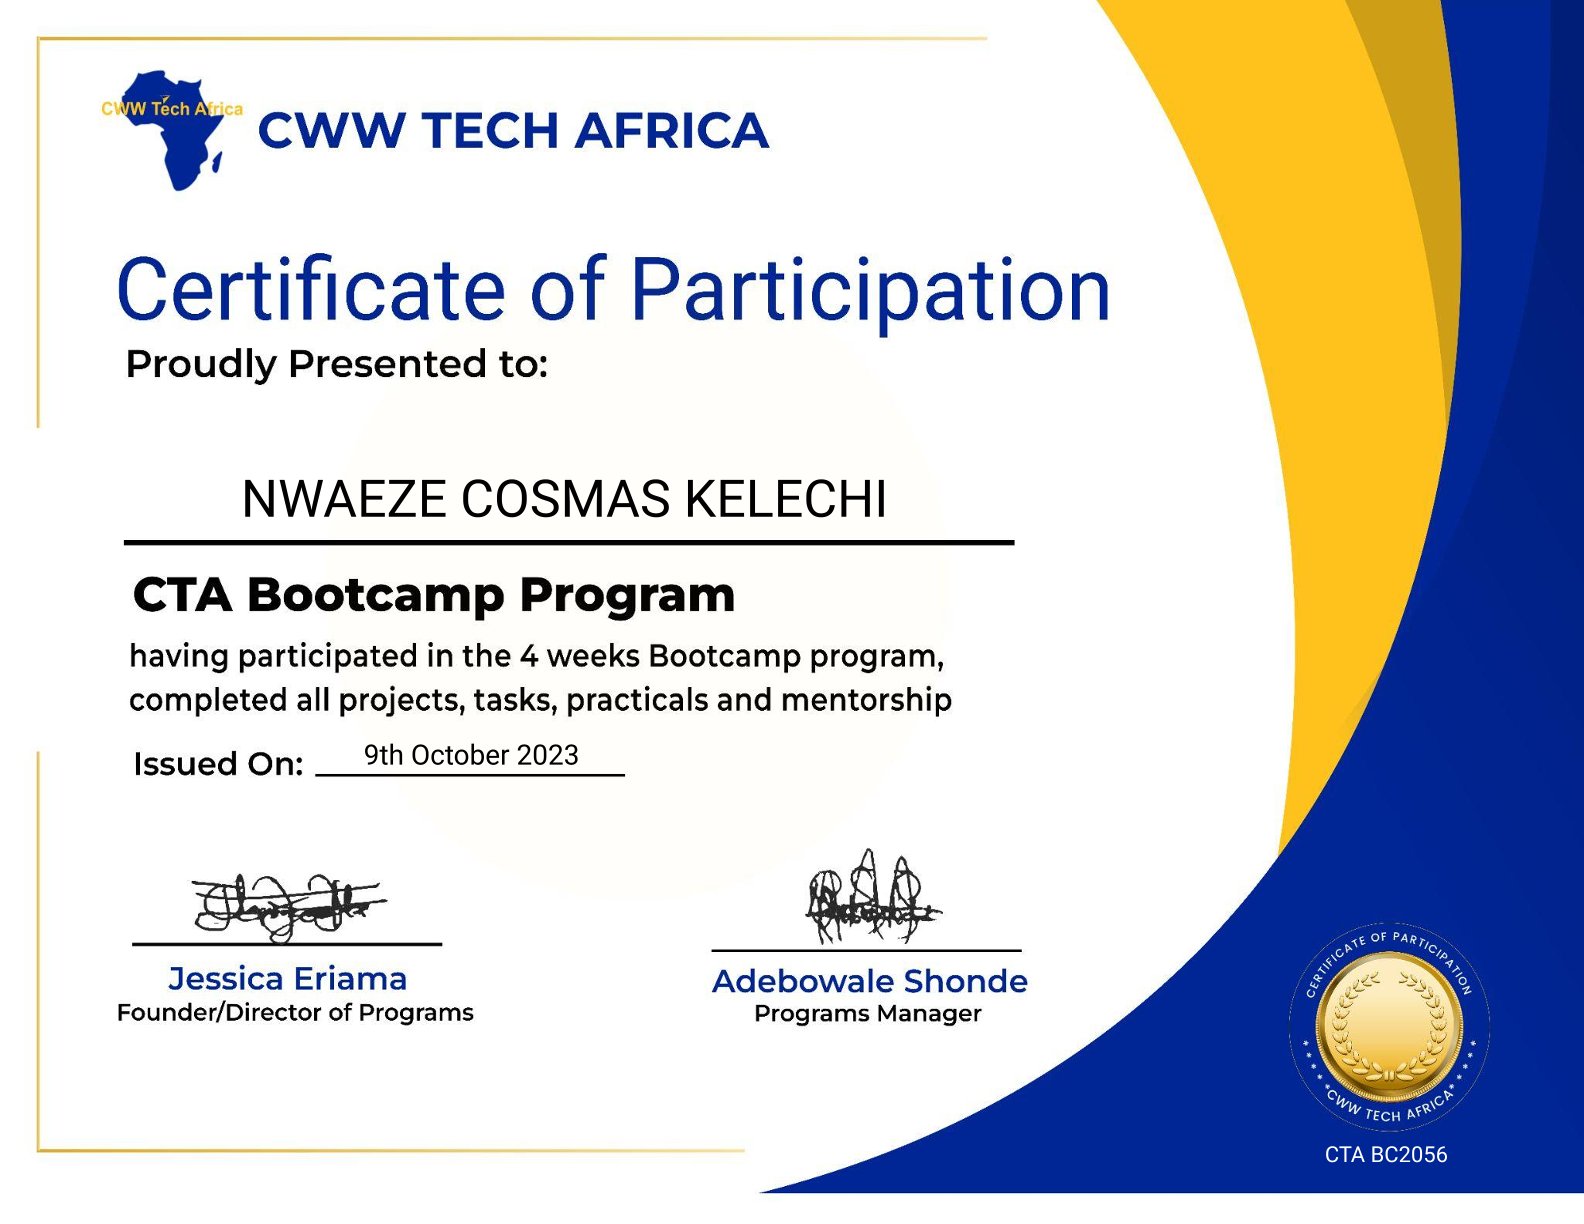 CWW Tech Africa
CWW TECH AFRICA
Certificate of Participation
Proudly Presented to:
NWAEZE COSMAS KELECHI
CTA Bootcamp Program
having participated in the 4 weeks Bootcamp program,
completed all projects, tasks, practicals and mentorship
Issued On: 9th October 2023
Jessica Eriama
Founder/Director of Programs
Adebowale Shonde
Programs Manager
CERTIFICATE OF PARTICIPATION
* * * * * *CWW TECH AFRICA* * * * * *
CTA BC2056